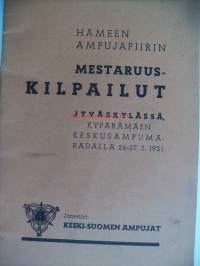 HÄMEEN
AMPUJAPIIRIN
MESTARUUS-
KILPAILUT
JYVÄSKYLÄSSÄ,
KYPÄRÄMÄEN
KESKUSAMPUMA-
RADALLA 26-27. 5. 1951
Järjestää:
KESKI-SUOMEN AMPUJAT